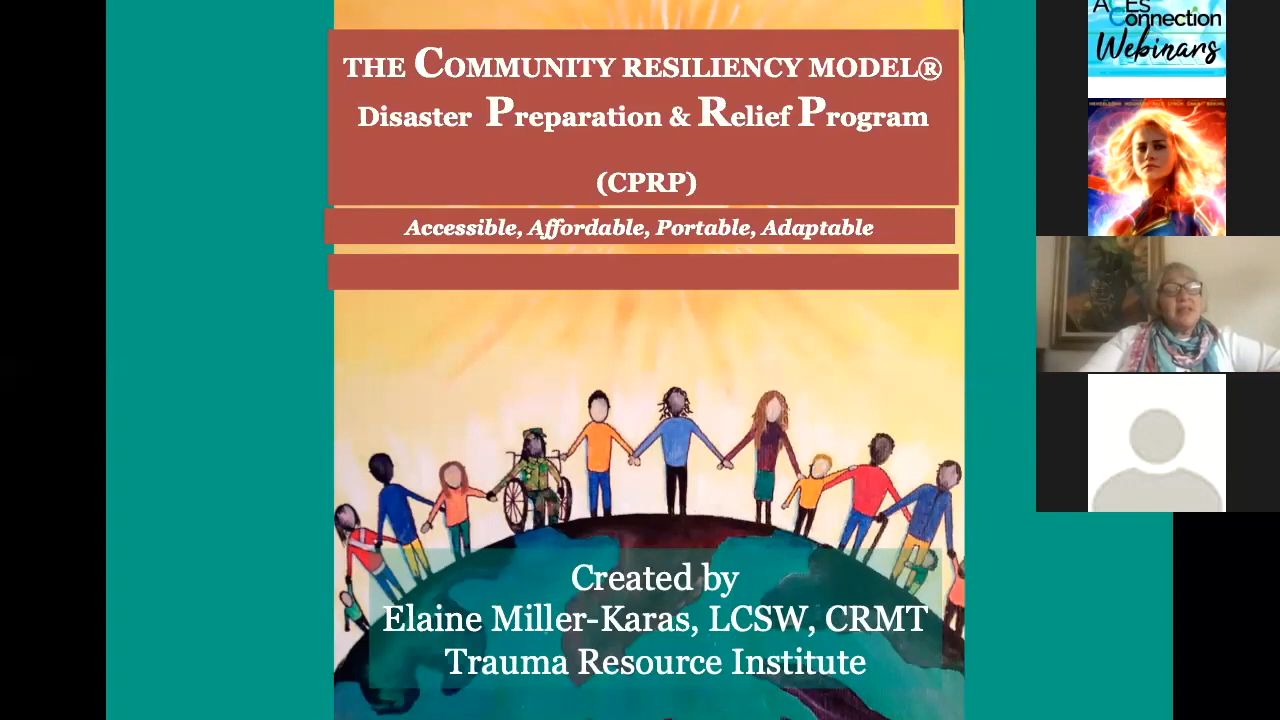 THE COMMUNITY RESILIENCY MODEL®
Disaster Preparation & Relief Program
(CPRP)
Accessible, Affordable, Portable, Adaptable
Created by
Elaine Miller-Karas, LCSW, CRMT
Trauma Resource Institute
ACEs
Connection
Webinars